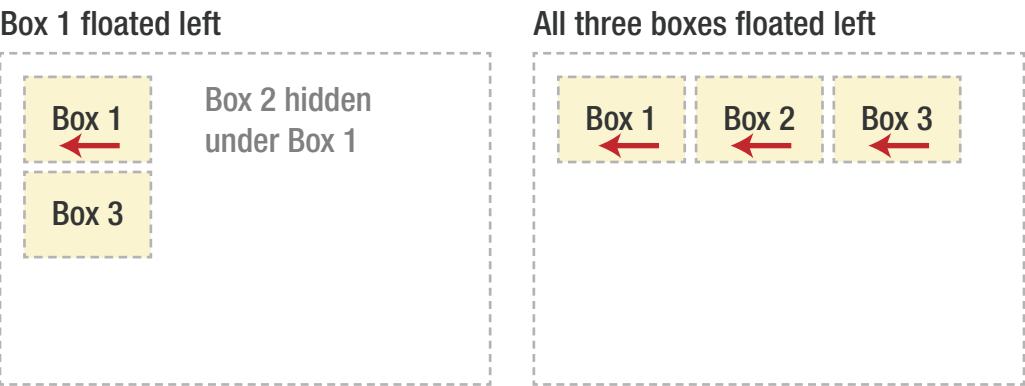 Box 1 floated left
Box 1
Box 2 hidden
under Box 1
Box 3
All three boxes floated left
Box 1
Box 2
Box 3